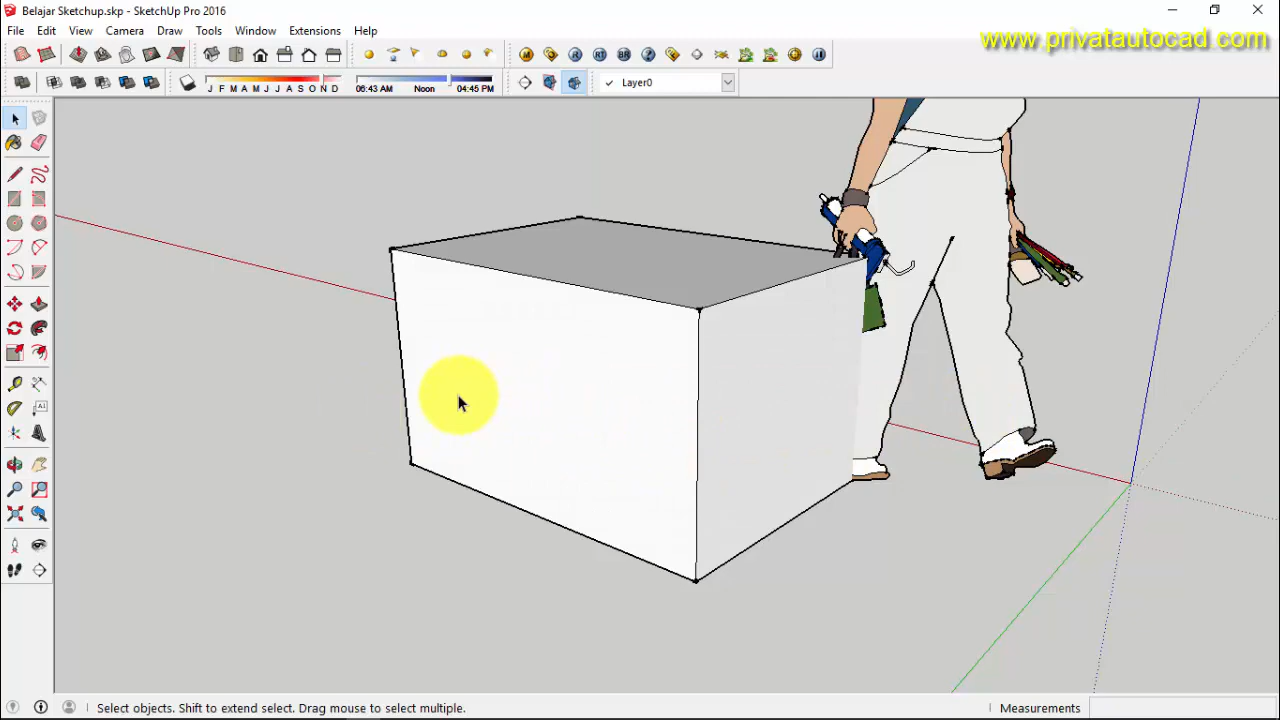 Belajar Sketchup.skp - SketchUp Pro 2016
File Edit View Camera Draw Tools Window Extensions Help
www.privatautocad.com
J F M A M J J A S O N D
06:43 AM Noon 04:45 PM
Layer0
Select objects. Shift to extend select. Drag mouse to select multiple.
Measurements